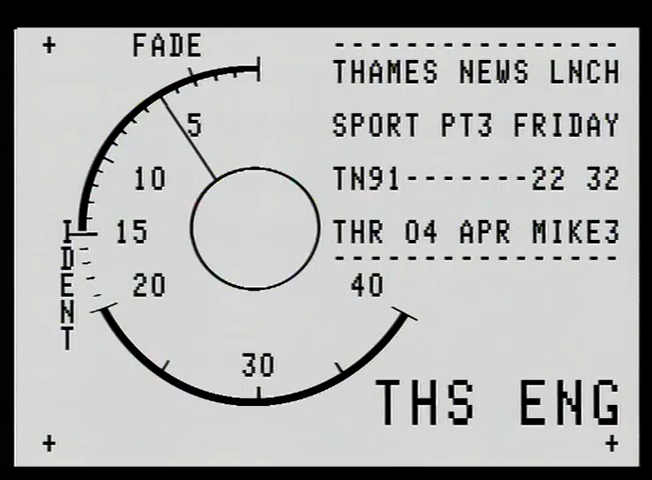 +
FADE
----------------
THAMES NEWS LNCH
5
SPORT PT3 FRIDAY
10
TN91-------22 32
IDENT
15
THR 04 APR MIKE3
----------------
20
40
30
THS ENG
+
+